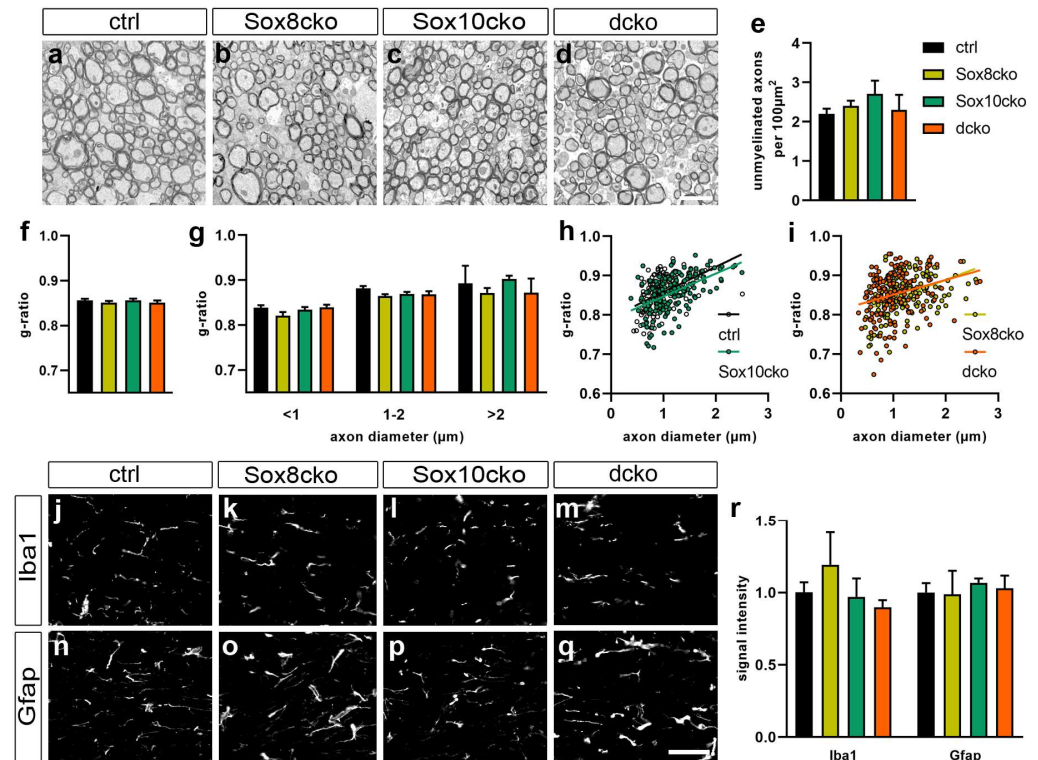 ctrl Sox8cko Sox10cko dcko
a b c d
e
unmyelinated axons
per 100µm²
4
3
2
1
0
ctrl
Sox8cko
Sox10cko
dcko
f
g-ratio
1.0
0.9
0.8
0.7
g
g-ratio
1.0
0.9
0.8
0.7
<1 1-2 >2
axon diameter (µm)
h
g-ratio
1.0
0.9
0.8
0.7
0.6
0 1 2 3
axon diameter (µm)
ctrl
Sox10cko
i
g-ratio
1.0
0.9
0.8
0.7
0.6
0 1 2 3
axon diameter (µm)
Sox8cko
dcko
ctrl Sox8cko Sox10cko dcko
Iba1
j k l m
Gfap
n o p q
r
signal intensity
1.5
1.0
0.5
0.0
Iba1 Gfap